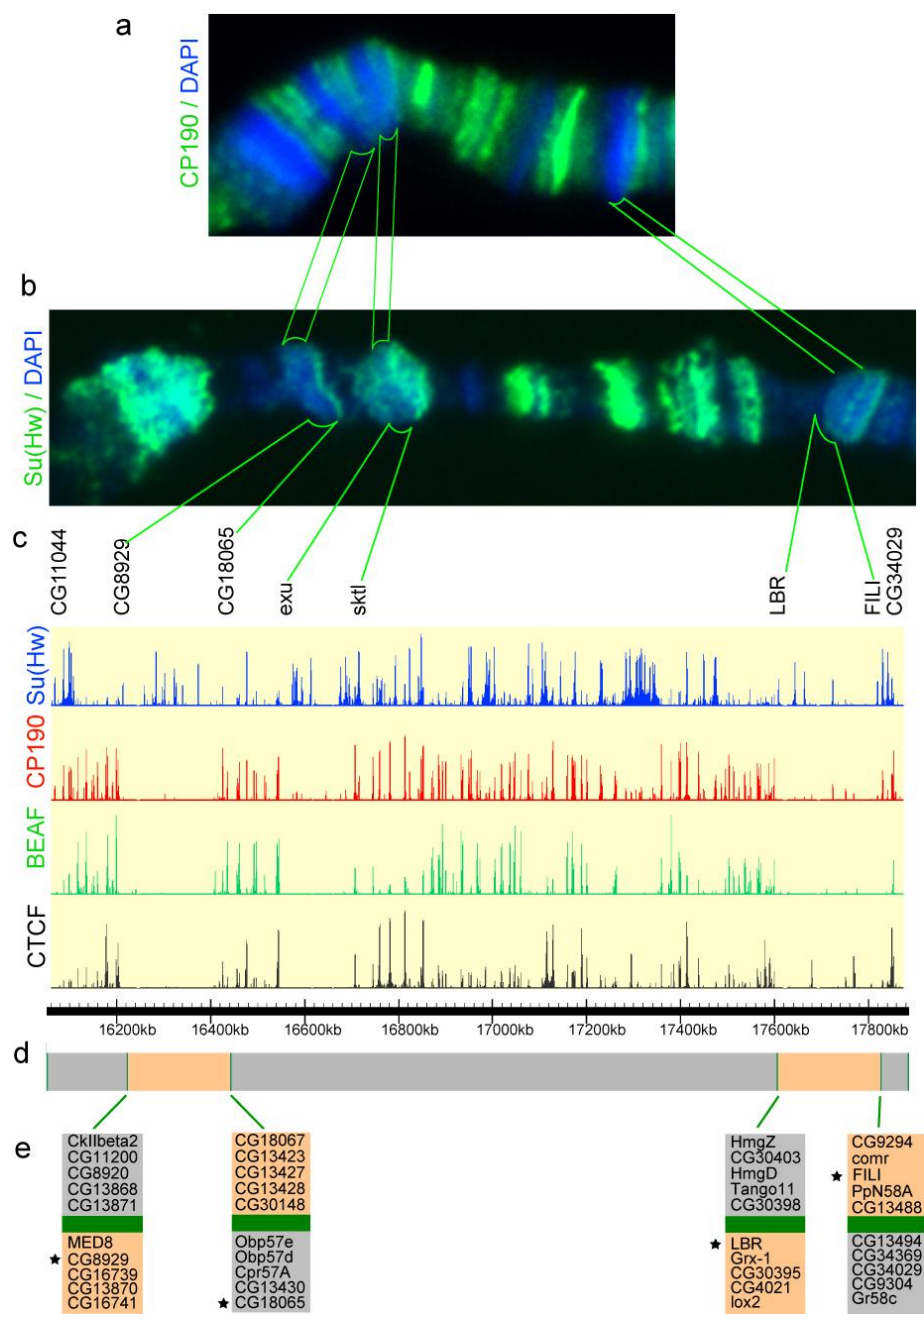 a
CP190 / DAPI
b
Su(Hw) / DAPI
c
CG11044
CG8929
CG18065
exu
sktl
LBR
FILI
CG34029
Su(Hw)
CP190
BEAF
CTCF
16200kb 16400kb 16600kb 16800kb 17000kb 17200kb 17400kb 17600kb 17800kb
d
e
CkIIbeta2
CG11200
CG8920
CG13868
CG13871
MED8
CG8929
CG16739
CG13870
CG16741
CG18067
CG13423
CG13427
CG13428
CG30148
Obp57e
Obp57d
Cpr57A
CG13430
CG18065
HmgZ
CG30403
HmgD
Tango11
CG30398
LBR
Grx-1
CG30395
CG4021
lox2
CG9294
comr
FILI
PpN58A
CG13488
CG13494
CG34369
CG34029
CG9304
Gr58c